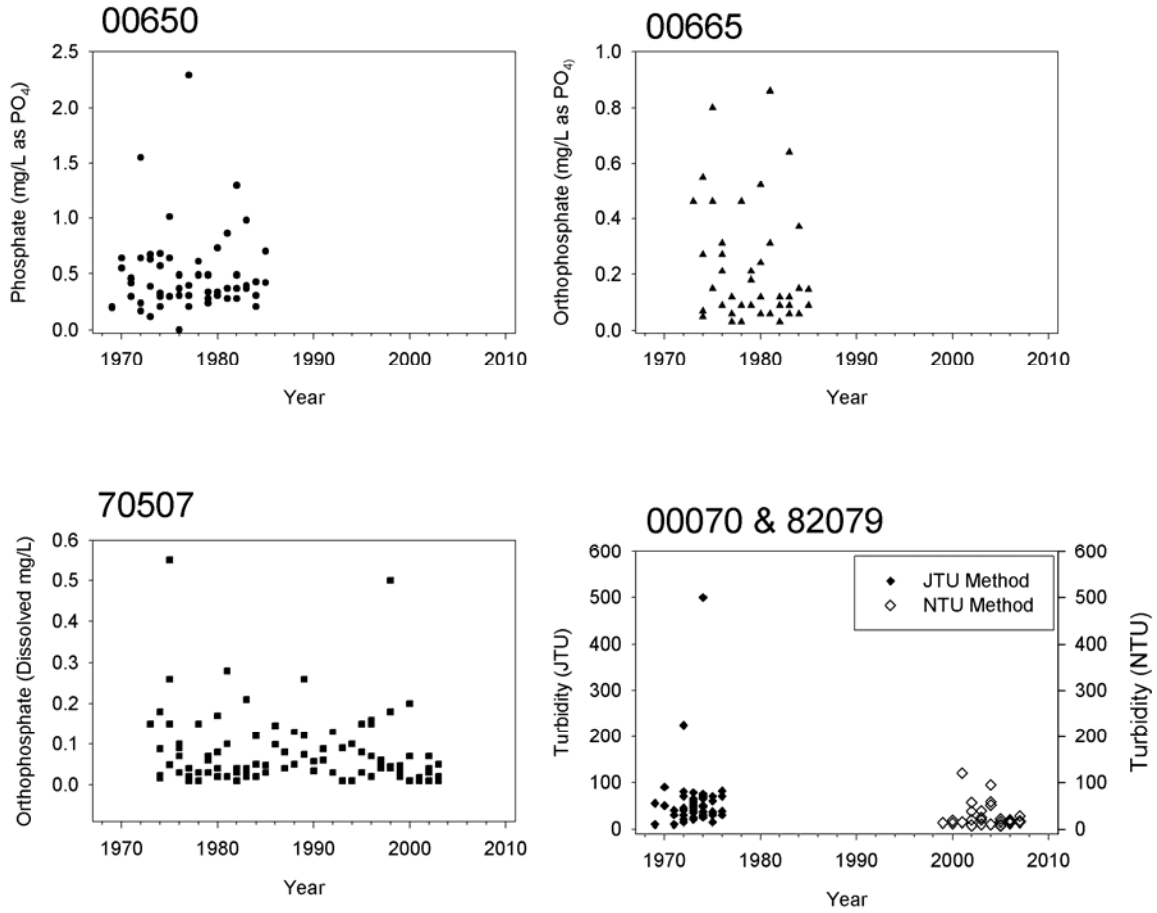 00650
2.5
2.0
1.5
1.0
0.5
0.0
Phosphate (mg/L as PO₄)
1970 1980 1990 2000 2010
Year
00665
1.0
0.8
0.6
0.4
0.2
0.0
Orthophosphate (mg/L as PO₄)
1970 1980 1990 2000 2010
Year
70507
0.6
0.5
0.4
0.3
0.2
0.1
0.0
Orthophosphate (Dissolved mg/L)
1970 1980 1990 2000 2010
Year
00070 & 82079
600
500
400
300
200
100
0
Turbidity (JTU)
JTU Method
NTU Method
600
500
400
300
200
100
0
Turbidity (NTU)
1970 1980 1990 2000 2010
Year